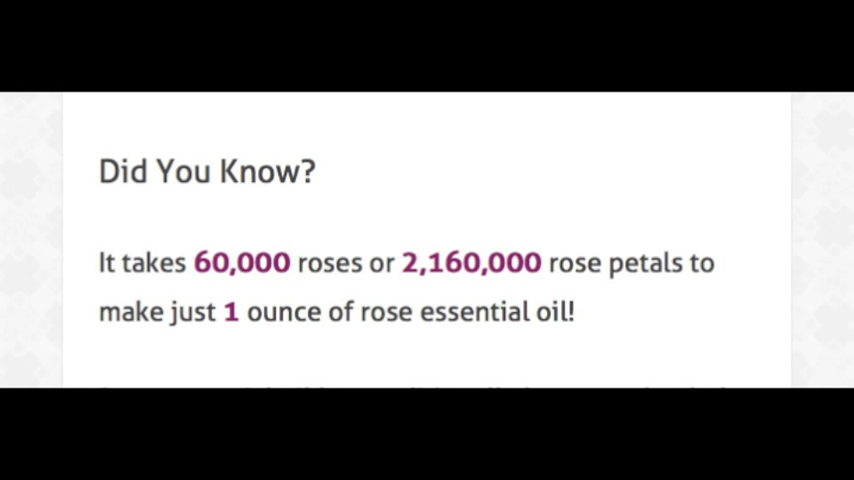 Did You Know?
It takes 60,000 roses or 2,160,000 rose petals to
make just 1 ounce of rose essential oil!